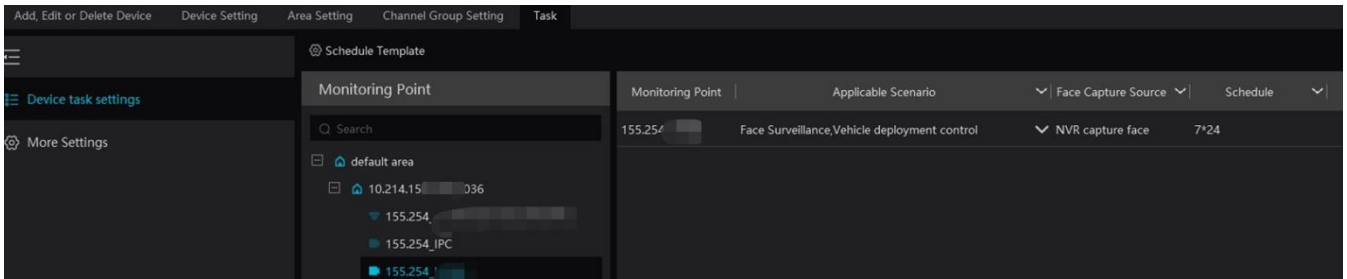 Add, Edit or Delete Device Device Setting Area Setting Channel Group Setting Task
Schedule Template
Device task settings
More Settings
Monitoring Point
Search
default area
10.214.15 036
155.254_
155.254_IPC
155.254_
Monitoring Point Applicable Scenario Face Capture Source Schedule
155.254 Face Surveillance,Vehicle deployment control NVR capture face 7*24